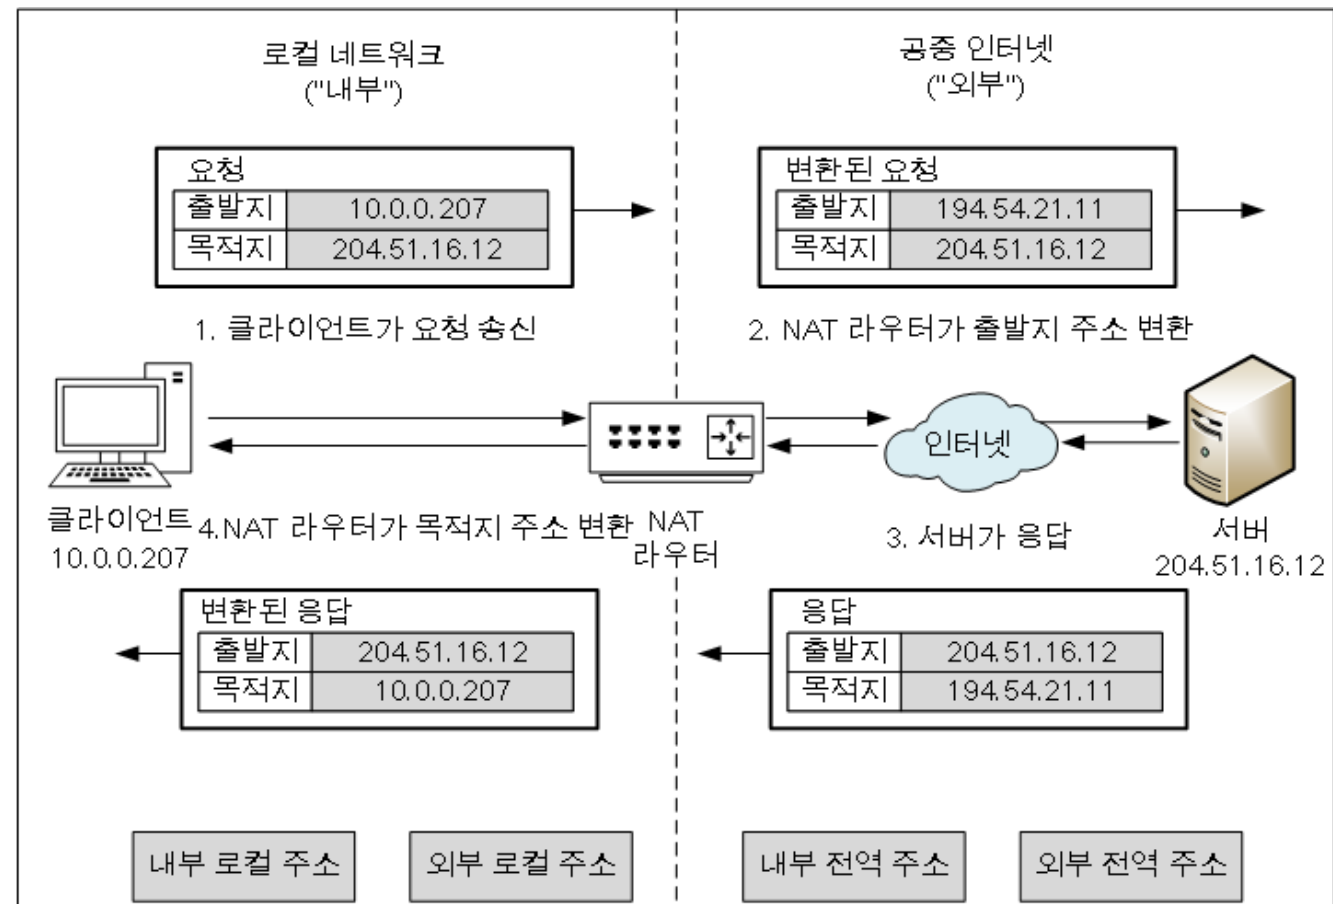 로컬 네트워크
("내부")
공중 인터넷
("외부")
요청
출발지 10.0.0.207
목적지 204.51.16.12
변환된 요청
출발지 194.54.21.11
목적지 204.51.16.12
1. 클라이언트가 요청 송신
2. NAT 라우터가 출발지 주소 변환
인터넷
클라이언트
10.0.0.207
4.NAT 라우터가 목적지 주소 변환
NAT
라우터
3. 서버가 응답
서버
204.51.16.12
변환된 응답
출발지 204.51.16.12
목적지 10.0.0.207
응답
출발지 204.51.16.12
목적지 194.54.21.11
내부 로컬 주소
외부 로컬 주소
내부 전역 주소
외부 전역 주소